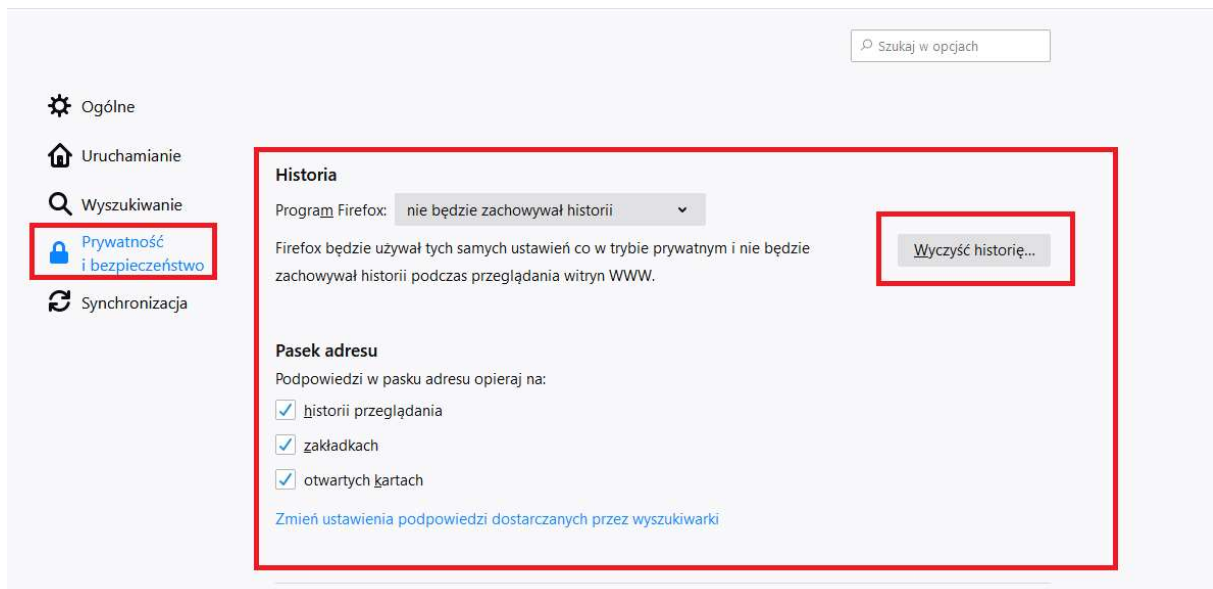 Szukaj w opcjach
Ogólne
Uruchamianie
Wyszukiwanie
Prywatność
i bezpieczeństwo
Synchronizacja
Historia
Program Firefox: nie będzie zachowywał historii
Firefox będzie używał tych samych ustawień co w trybie prywatnym i nie będzie
zachowywał historii podczas przeglądania witryn WWW.
Wyczyść historię...
Pasek adresu
Podpowiedzi w pasku adresu opieraj na:
historii przeglądania
zakładkach
otwartych kartach
Zmień ustawienia podpowiedzi dostarczanych przez wyszukiwarki